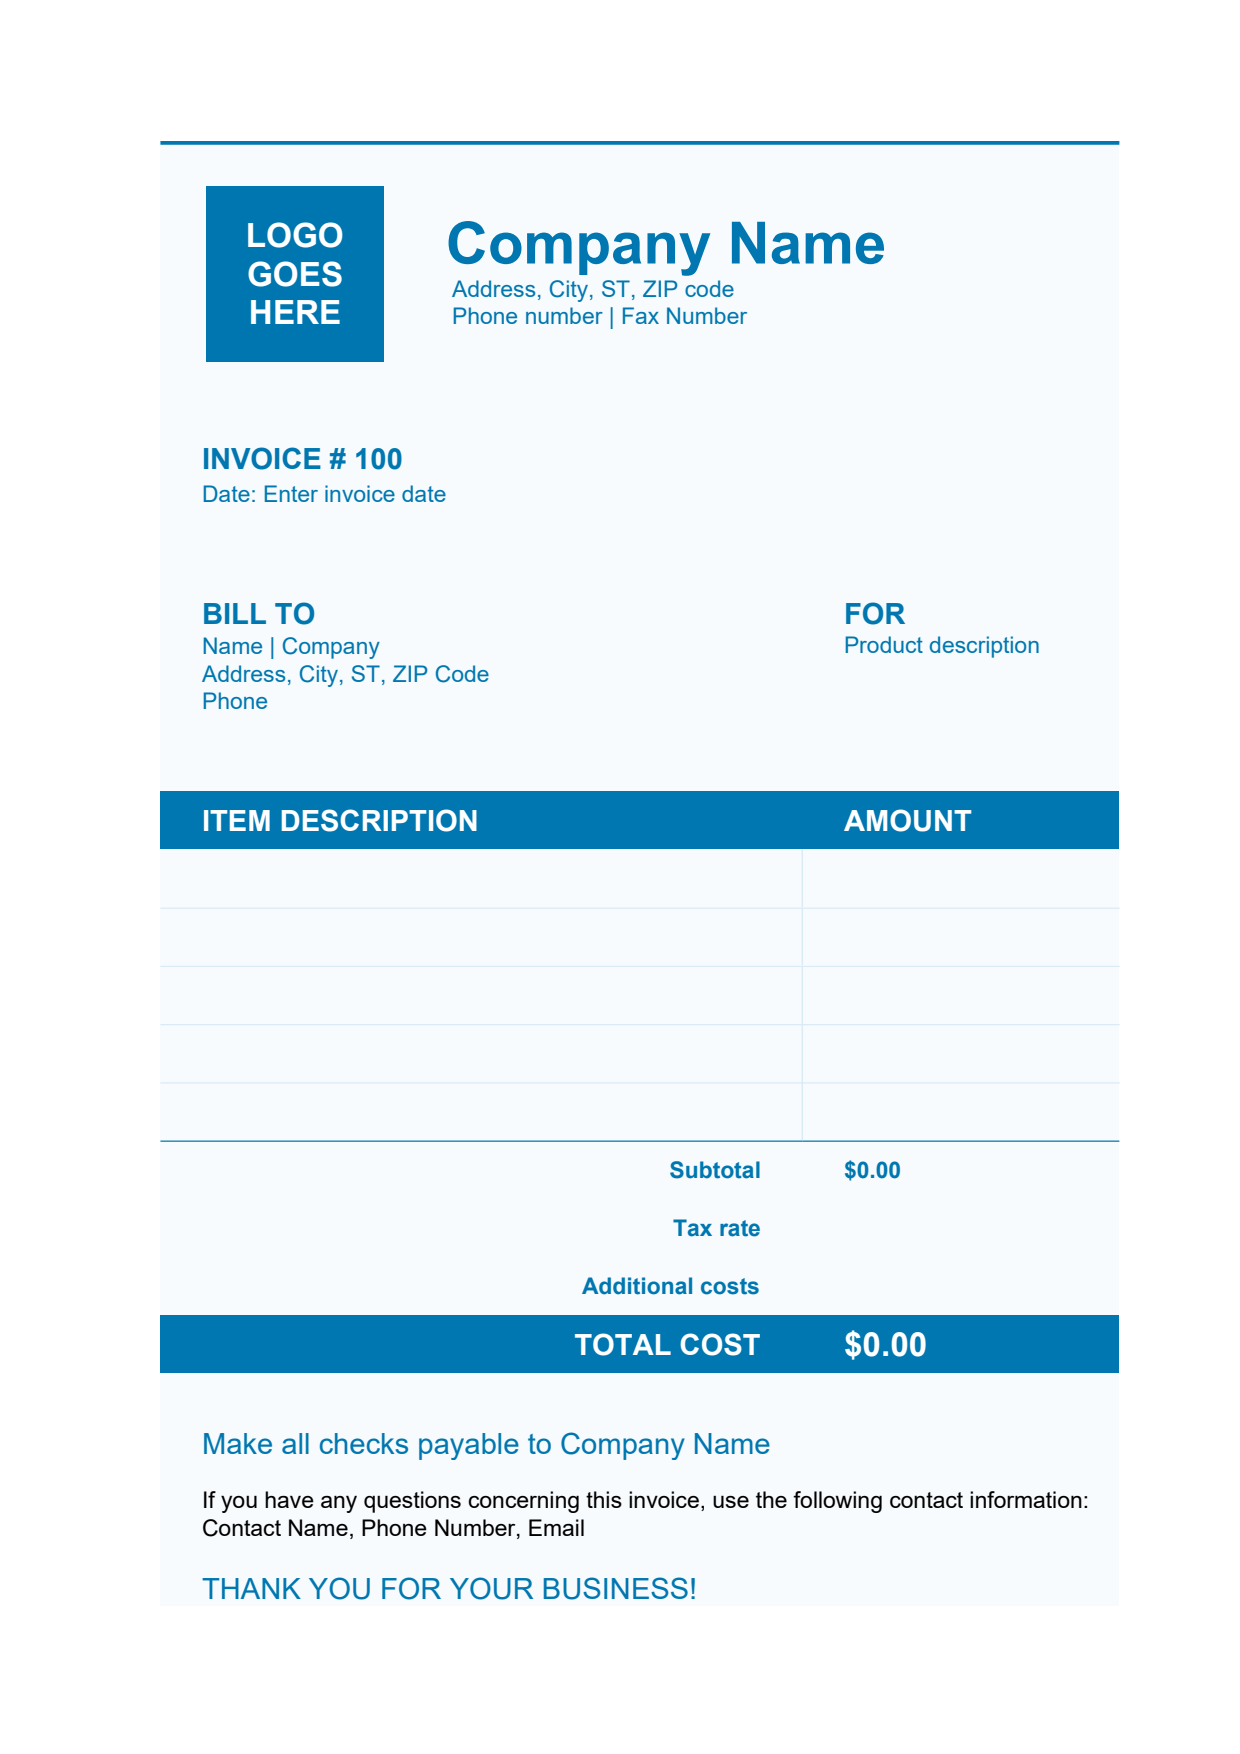 LOGO
GOES
HERE
Company Name
Address, City, ST, ZIP code
Phone number | Fax Number
INVOICE # 100
Date: Enter invoice date
BILL TO
Name | Company
Address, City, ST, ZIP Code
Phone
FOR
Product description
ITEM DESCRIPTION AMOUNT
Subtotal $0.00
Tax rate
Additional costs
TOTAL COST $0.00
Make all checks payable to Company Name
If you have any questions concerning this invoice, use the following contact information:
Contact Name, Phone Number, Email
THANK YOU FOR YOUR BUSINESS!